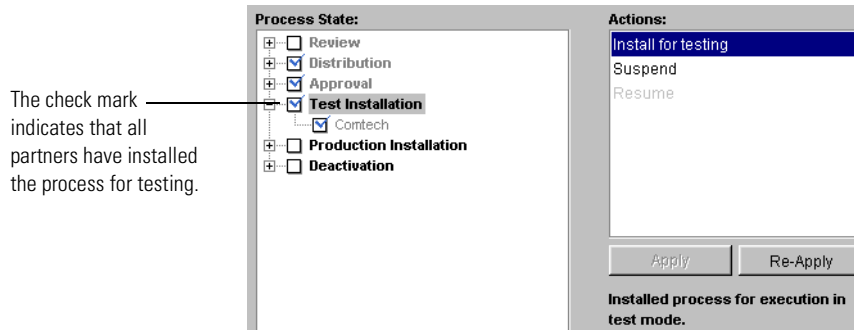 The check mark
indicates that all
partners have installed
the process for testing.
Process State:
Review
Distribution
Approval
Test Installation
Comtech
Production Installation
Deactivation
Actions:
Install for testing
Suspend
Resume
Apply
Re-Apply
Installed process for execution in
test mode.